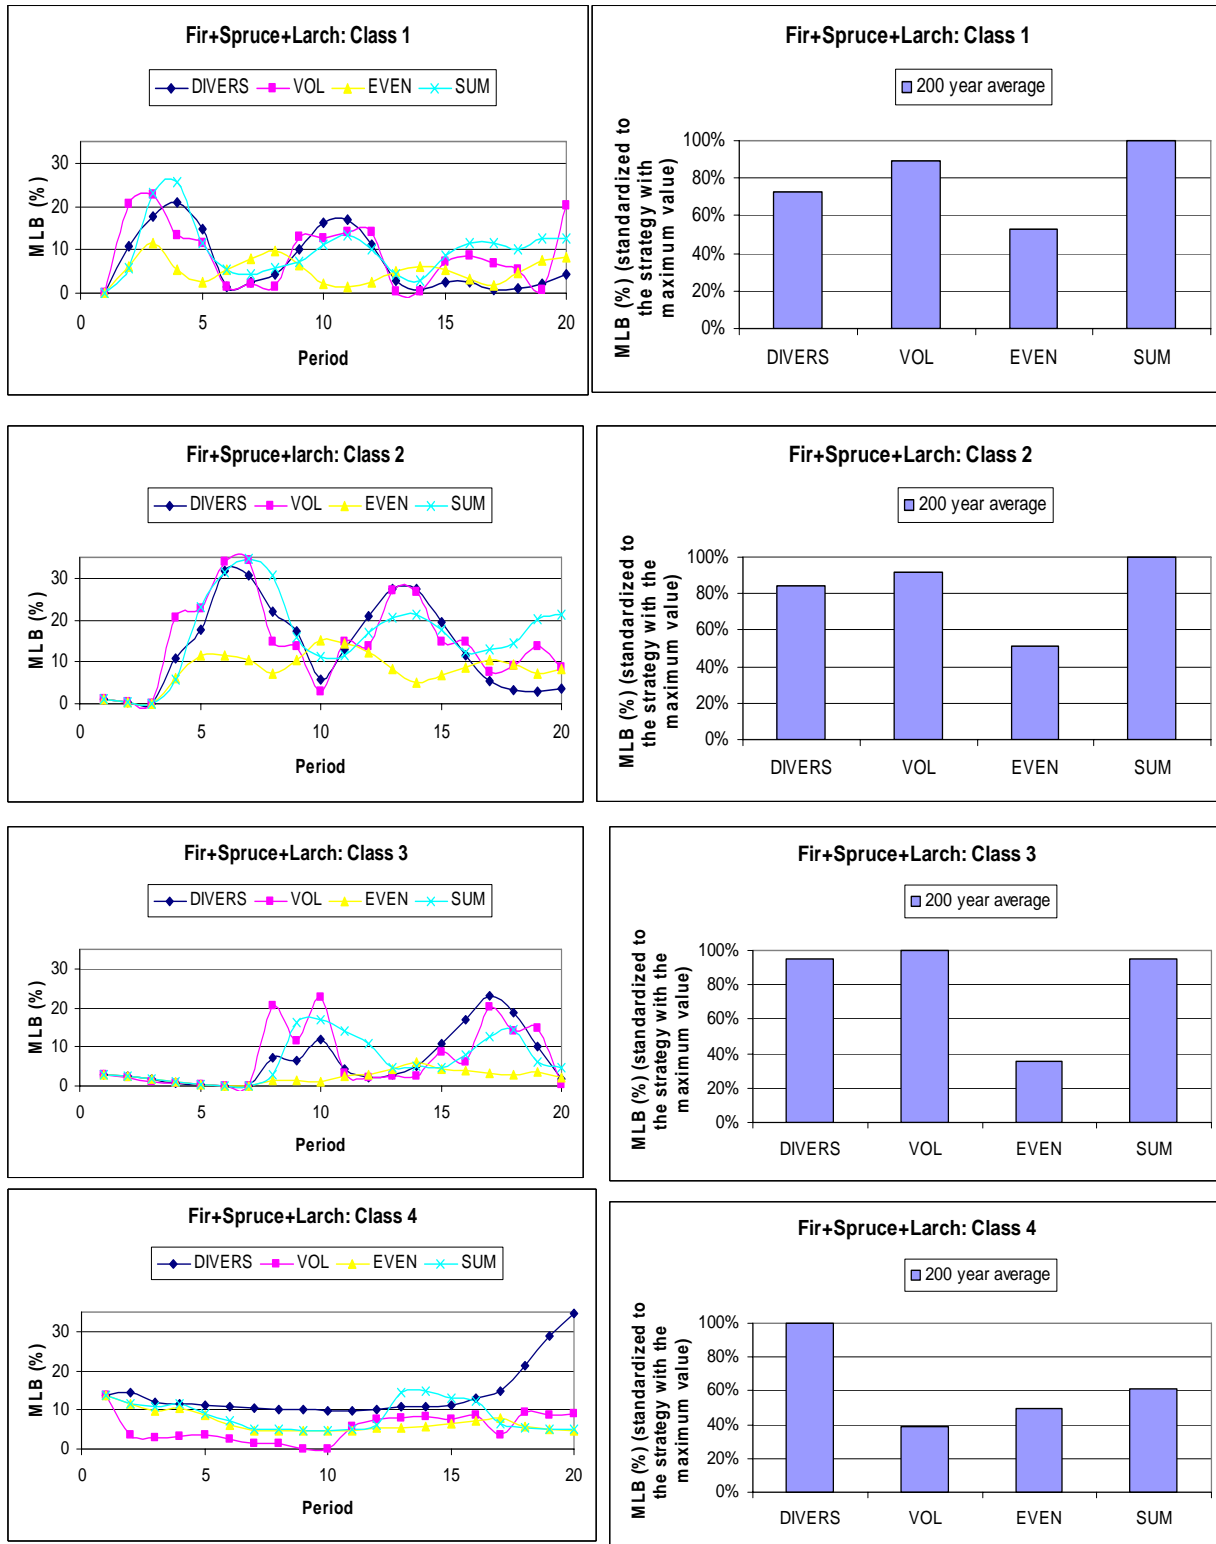 Fir+Spruce+Larch: Class 1
DIVERS VOL EVEN SUM
MLB (%)
30
20
10
0
0 5 10 15 20
Period
Fir+Spruce+Larch: Class 1
200 year average
MLB (%) (standardized to
the strategy with
maximum value)
100%
80%
60%
40%
20%
0%
DIVERS VOL EVEN SUM
Fir+Spruce+larch: Class 2
DIVERS VOL EVEN SUM
MLB (%)
30
20
10
0
0 5 10 15 20
Period
Fir+Spruce+Larch: Class 2
200 year average
MLB (%) (standardized to
the strategy with the
maximum value)
100%
80%
60%
40%
20%
0%
DIVERS VOL EVEN SUM
Fir+Spruce+Larch: Class 3
DIVERS VOL EVEN SUM
MLB (%)
30
20
10
0
0 5 10 15 20
Period
Fir+Spruce+Larch: Class 3
200 year average
MLB (%) (standardized to
the strategy with the
maximum value)
100%
80%
60%
40%
20%
0%
DIVERS VOL EVEN SUM
Fir+Spruce+Larch: Class 4
DIVERS VOL EVEN SUM
MLB (%)
30
20
10
0
0 5 10 15 20
Period
Fir+Spruce+Larch: Class 4
200 year average
MLB (%) (standardized to
the strategy with the
maximum value)
100%
80%
60%
40%
20%
0%
DIVERS VOL EVEN SUM